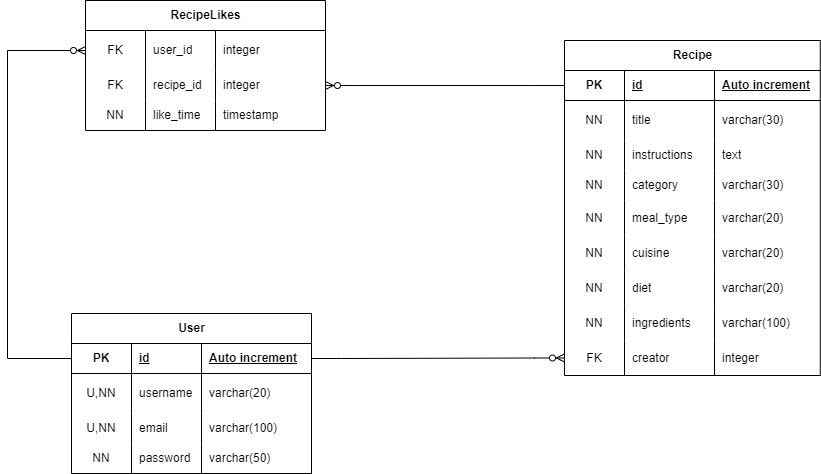 RecipeLikes
FK user_id integer
FK recipe_id integer
NN like_time timestamp
Recipe
PK id Auto increment
NN title varchar(30)
NN instructions text
NN category varchar(30)
NN meal_type varchar(20)
NN cuisine varchar(20)
NN diet varchar(20)
NN ingredients varchar(100)
FK creator integer
User
PK id Auto increment
U,NN username varchar(20)
U,NN email varchar(100)
NN password varchar(50)